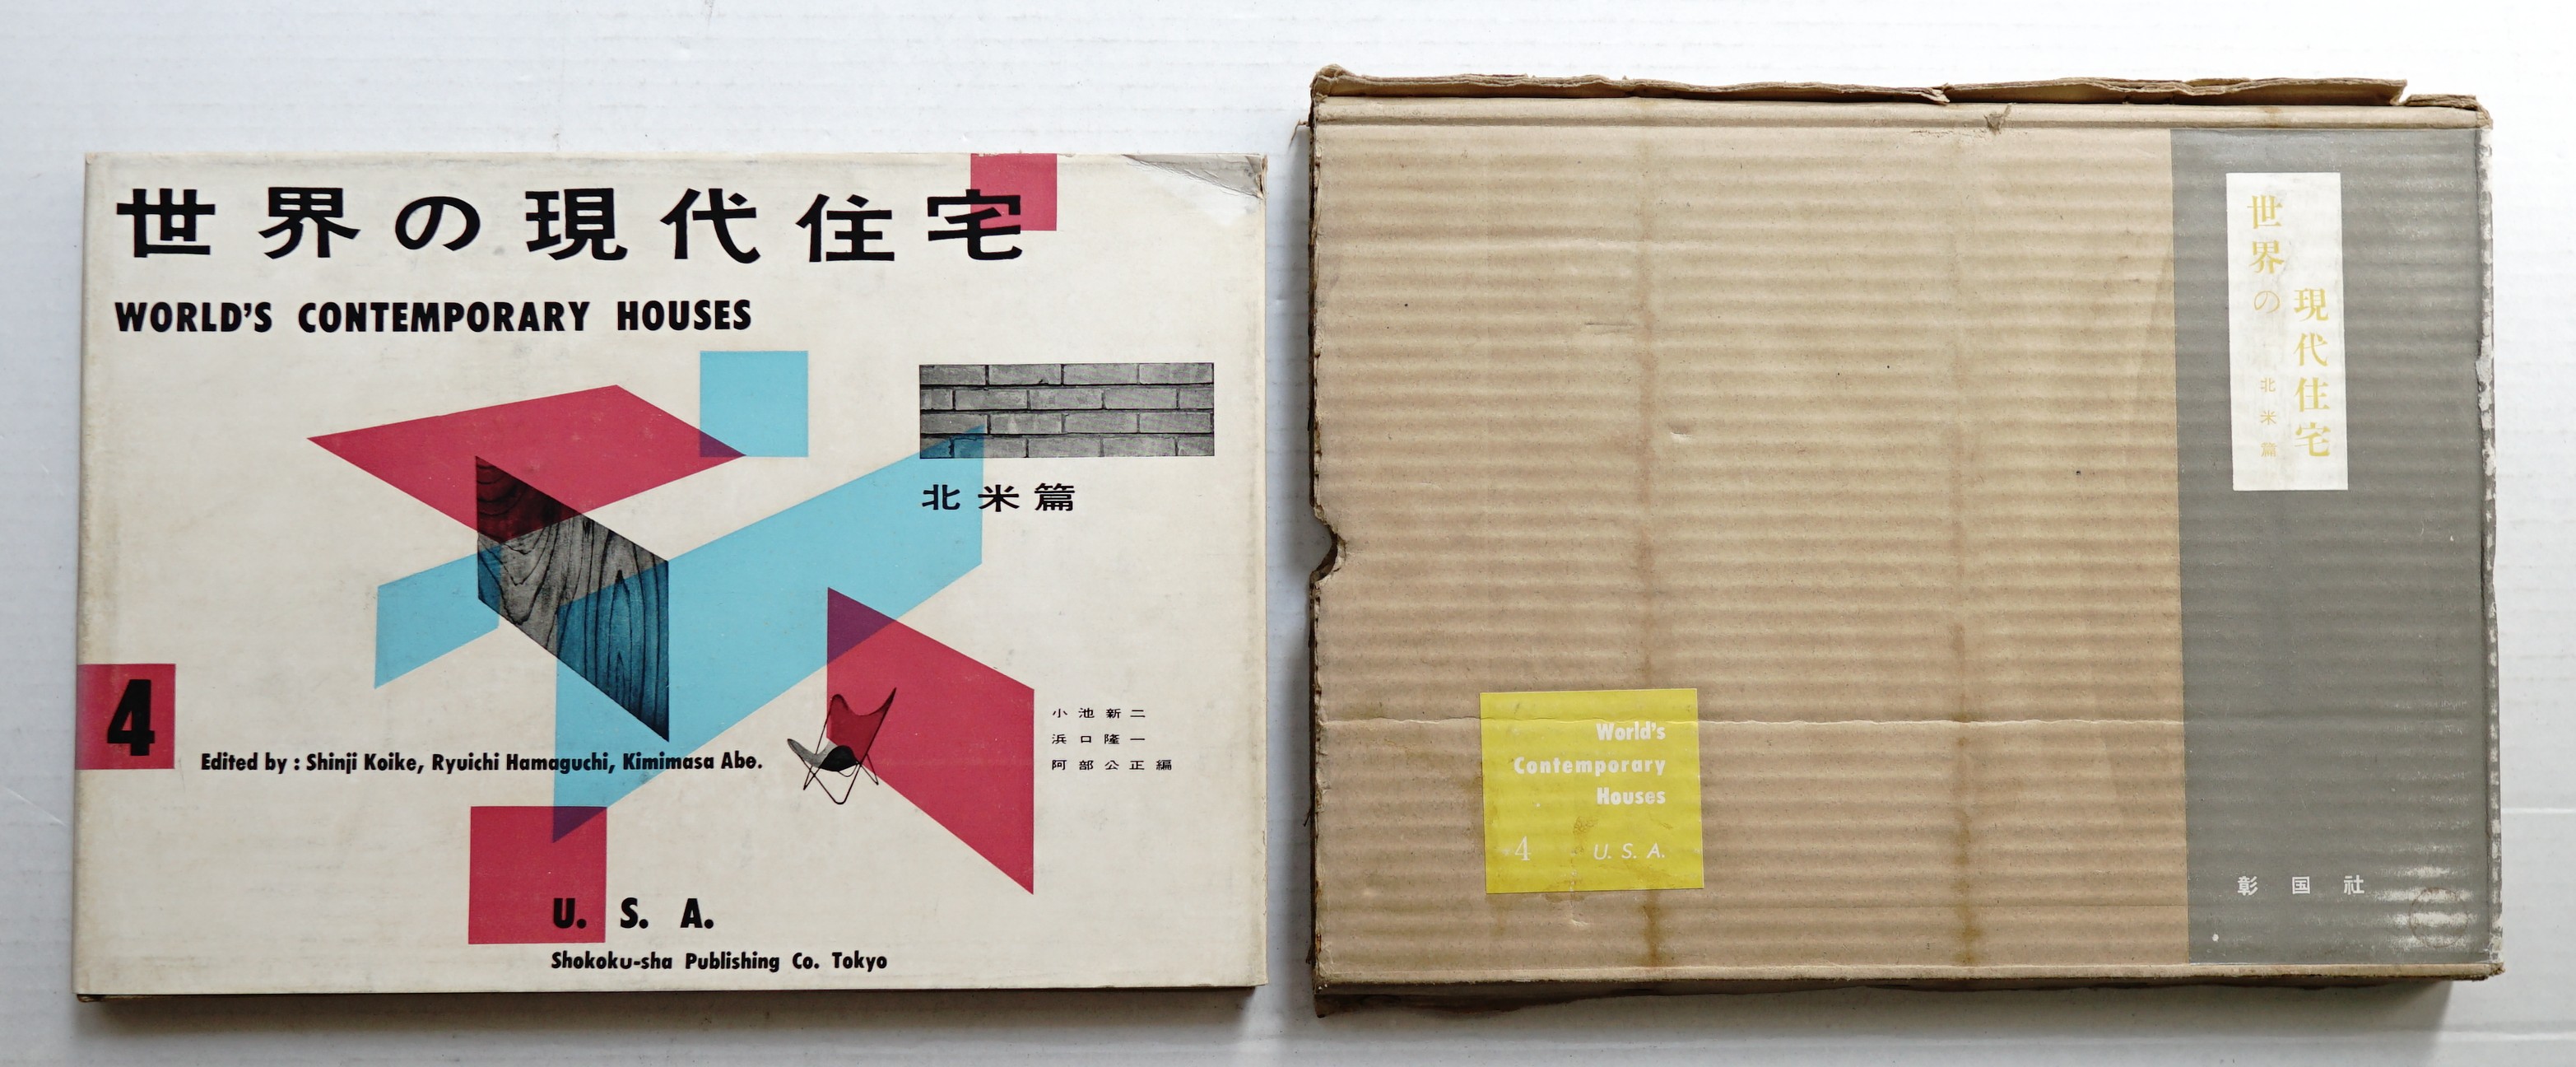 世界の現代住宅
WORLD'S CONTEMPORARY HOUSES
北米篇
4
小池新二
浜口隆一
阿部公正編
Edited by : Shinji Koike, Ryuichi Hamaguchi, Kimimasa Abe.
U. S. A.
Shokoku-sha Publishing Co. Tokyo
世界の
現代住宅
北米篇
World's
Contemporary
Houses
4 U. S. A.
彰国社